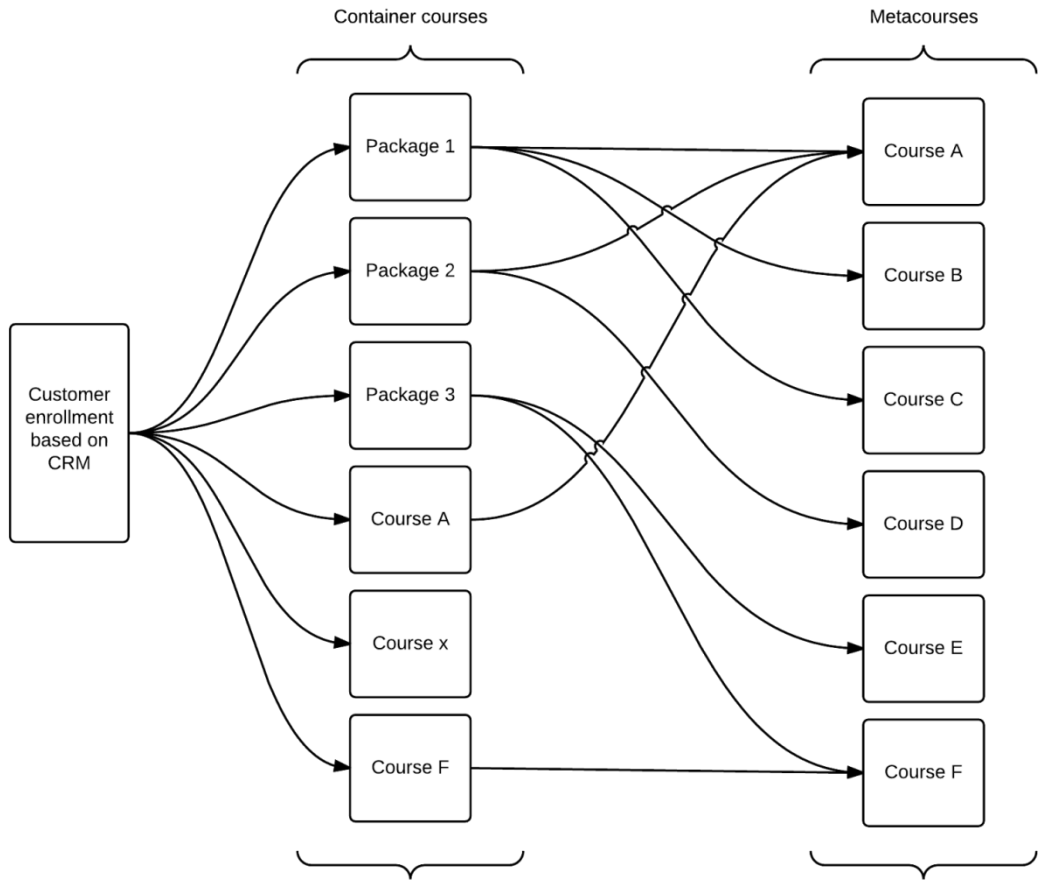 Container courses
Metacourses
Package 1
Package 2
Package 3
Course A
Course x
Course F
Customer
enrollment
based on
CRM
Course A
Course B
Course C
Course D
Course E
Course F